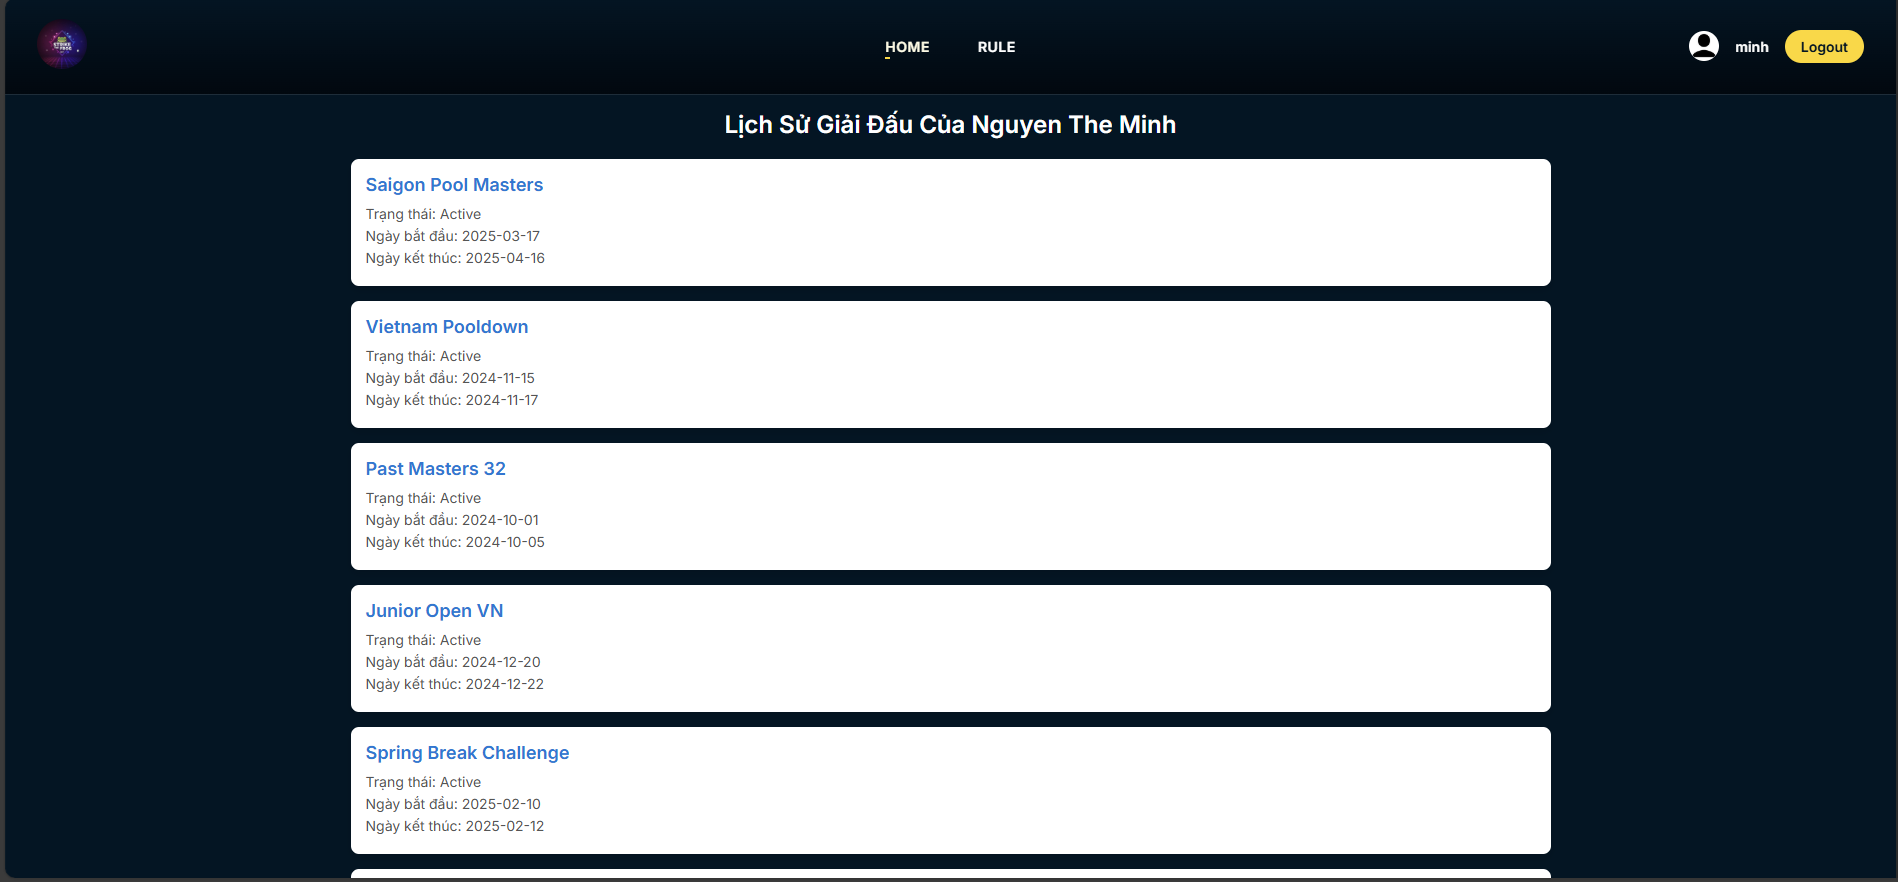 HOME
RULE
minh
Logout
Lịch Sử Giải Đấu Của Nguyen The Minh
Saigon Pool Masters
Trạng thái: Active
Ngày bắt đầu: 2025-03-17
Ngày kết thúc: 2025-04-16
Vietnam Pooldown
Trạng thái: Active
Ngày bắt đầu: 2024-11-15
Ngày kết thúc: 2024-11-17
Past Masters 32
Trạng thái: Active
Ngày bắt đầu: 2024-10-01
Ngày kết thúc: 2024-10-05
Junior Open VN
Trạng thái: Active
Ngày bắt đầu: 2024-12-20
Ngày kết thúc: 2024-12-22
Spring Break Challenge
Trạng thái: Active
Ngày bắt đầu: 2025-02-10
Ngày kết thúc: 2025-02-12